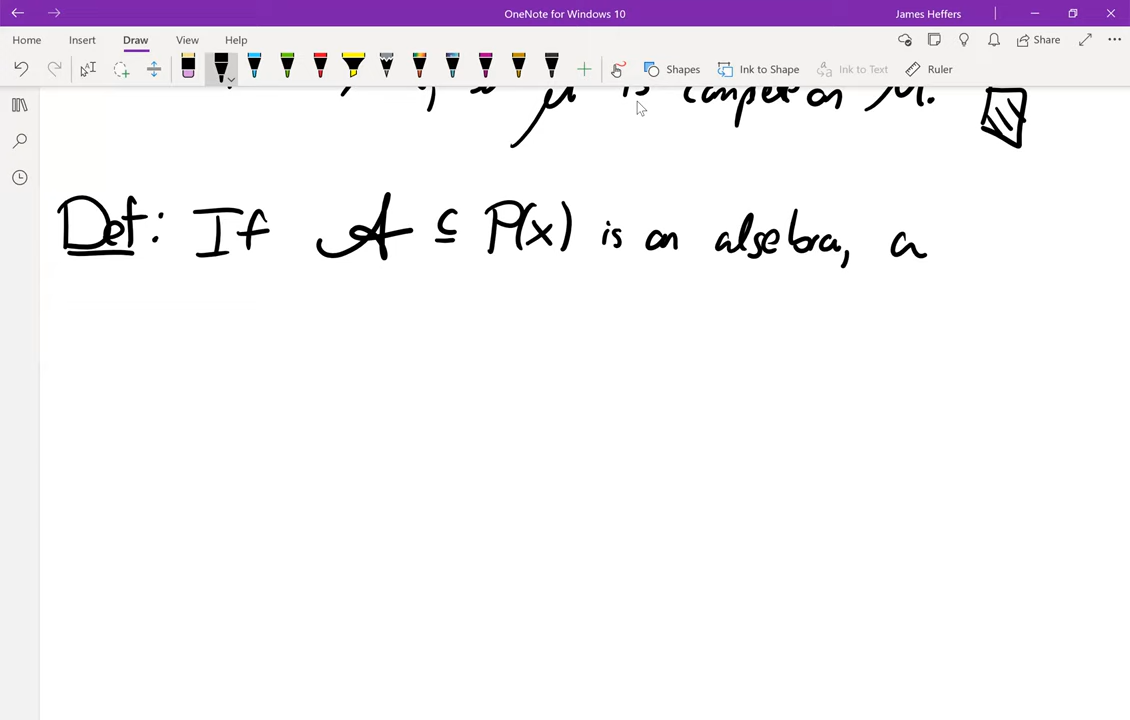 OneNote for Windows 10
James Heffers
Home Insert Draw View Help
Share
Shapes Ink to Shape Ink to Text Ruler
is complet on M.
Def: If A ⊆ P(x) is an algebra, a